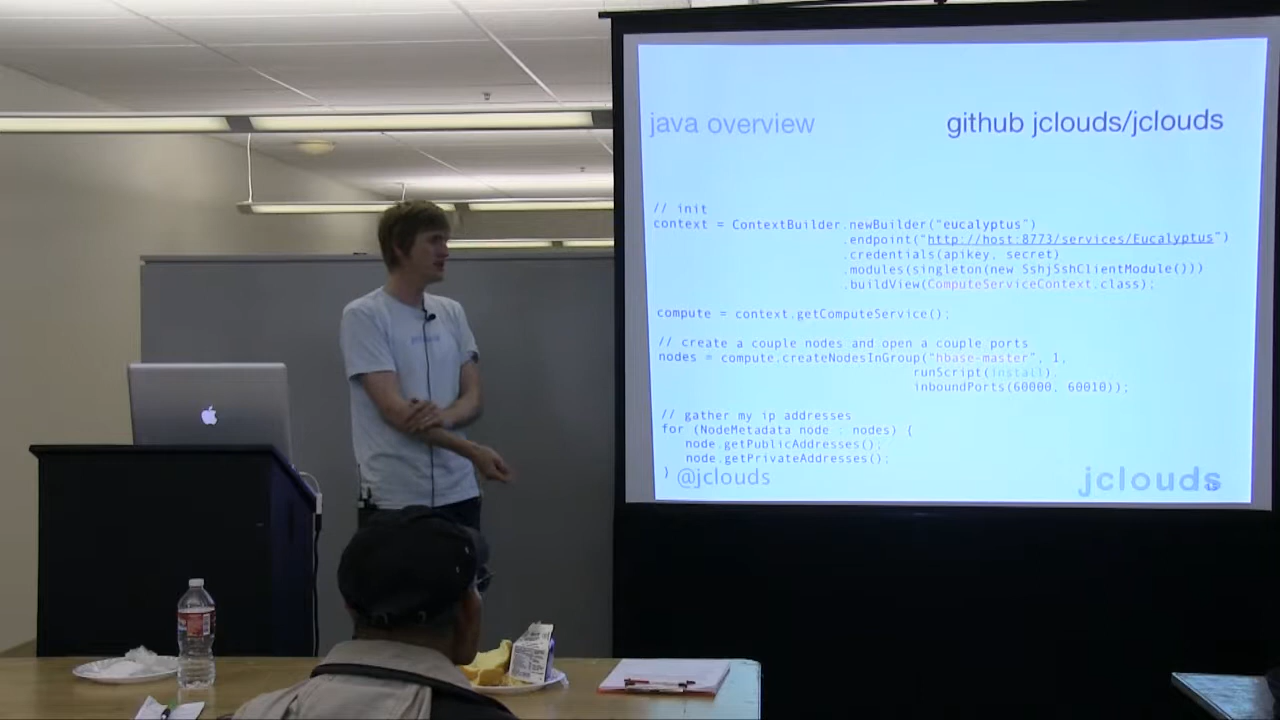 java overview
github jclouds/jclouds
// init
context = ContextBuilder.newBuilder("eucalyptus")
.endpoint("http://host:8773/services/Eucalyptus")
.credentials(apikey, secret)
.modules(singleton(new SshjSshClientModule()))
.buildView(ComputeServiceContext.class);
compute = context.getComputeService();
// create a couple nodes and open a couple ports
nodes = compute.createNodesInGroup("hbase-master", 1,
runScript(install),
inboundPorts(60000, 60010));
// gather my ip addresses
for (NodeMetadata node : nodes) {
node.getPublicAddresses();
node.getPrivateAddresses();
}
@jclouds
jclouds
jclouds